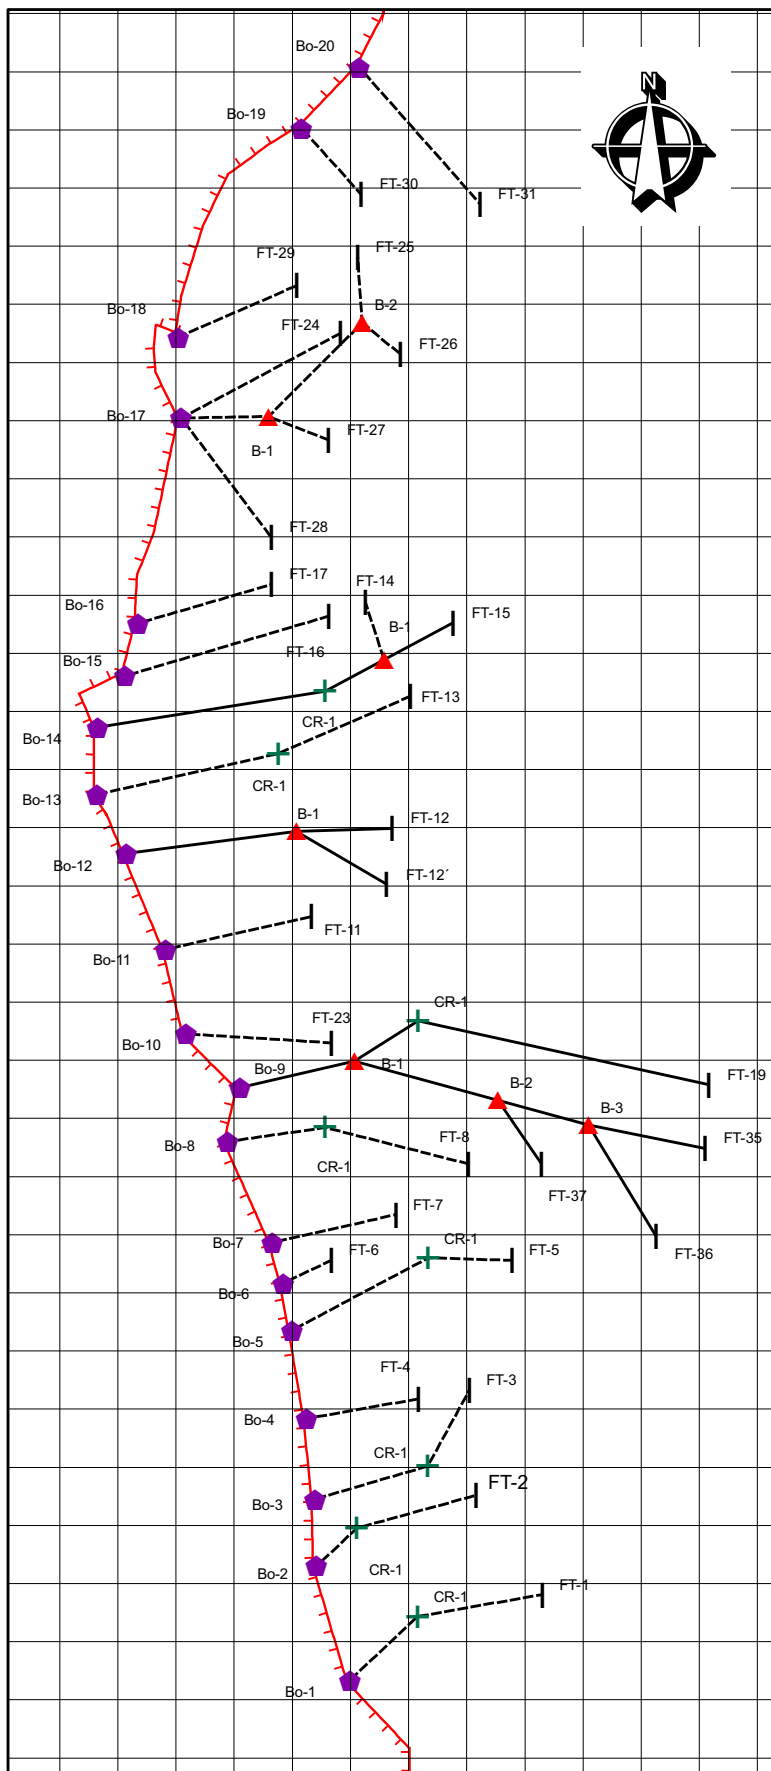 Bo-20
N
Bo-19
FT-30
FT-31
FT-29
FT-25
Bo-18
FT-24
B-2
FT-26
Bo-17
FT-27
B-1
FT-28
FT-17
FT-14
Bo-16
FT-15
B-1
Bo-15
FT-16
FT-13
CR-1
Bo-14
CR-1
Bo-13
B-1
FT-12
Bo-12
FT-12´
FT-11
Bo-11
CR-1
FT-23
Bo-10
Bo-9
B-1
FT-19
B-2
B-3
Bo-8
FT-8
FT-35
CR-1
FT-37
FT-7
Bo-7
CR-1
FT-6
FT-5
FT-36
Bo-6
Bo-5
FT-4
FT-3
Bo-4
CR-1
FT-2
Bo-3
Bo-2
CR-1
FT-1
CR-1
Bo-1